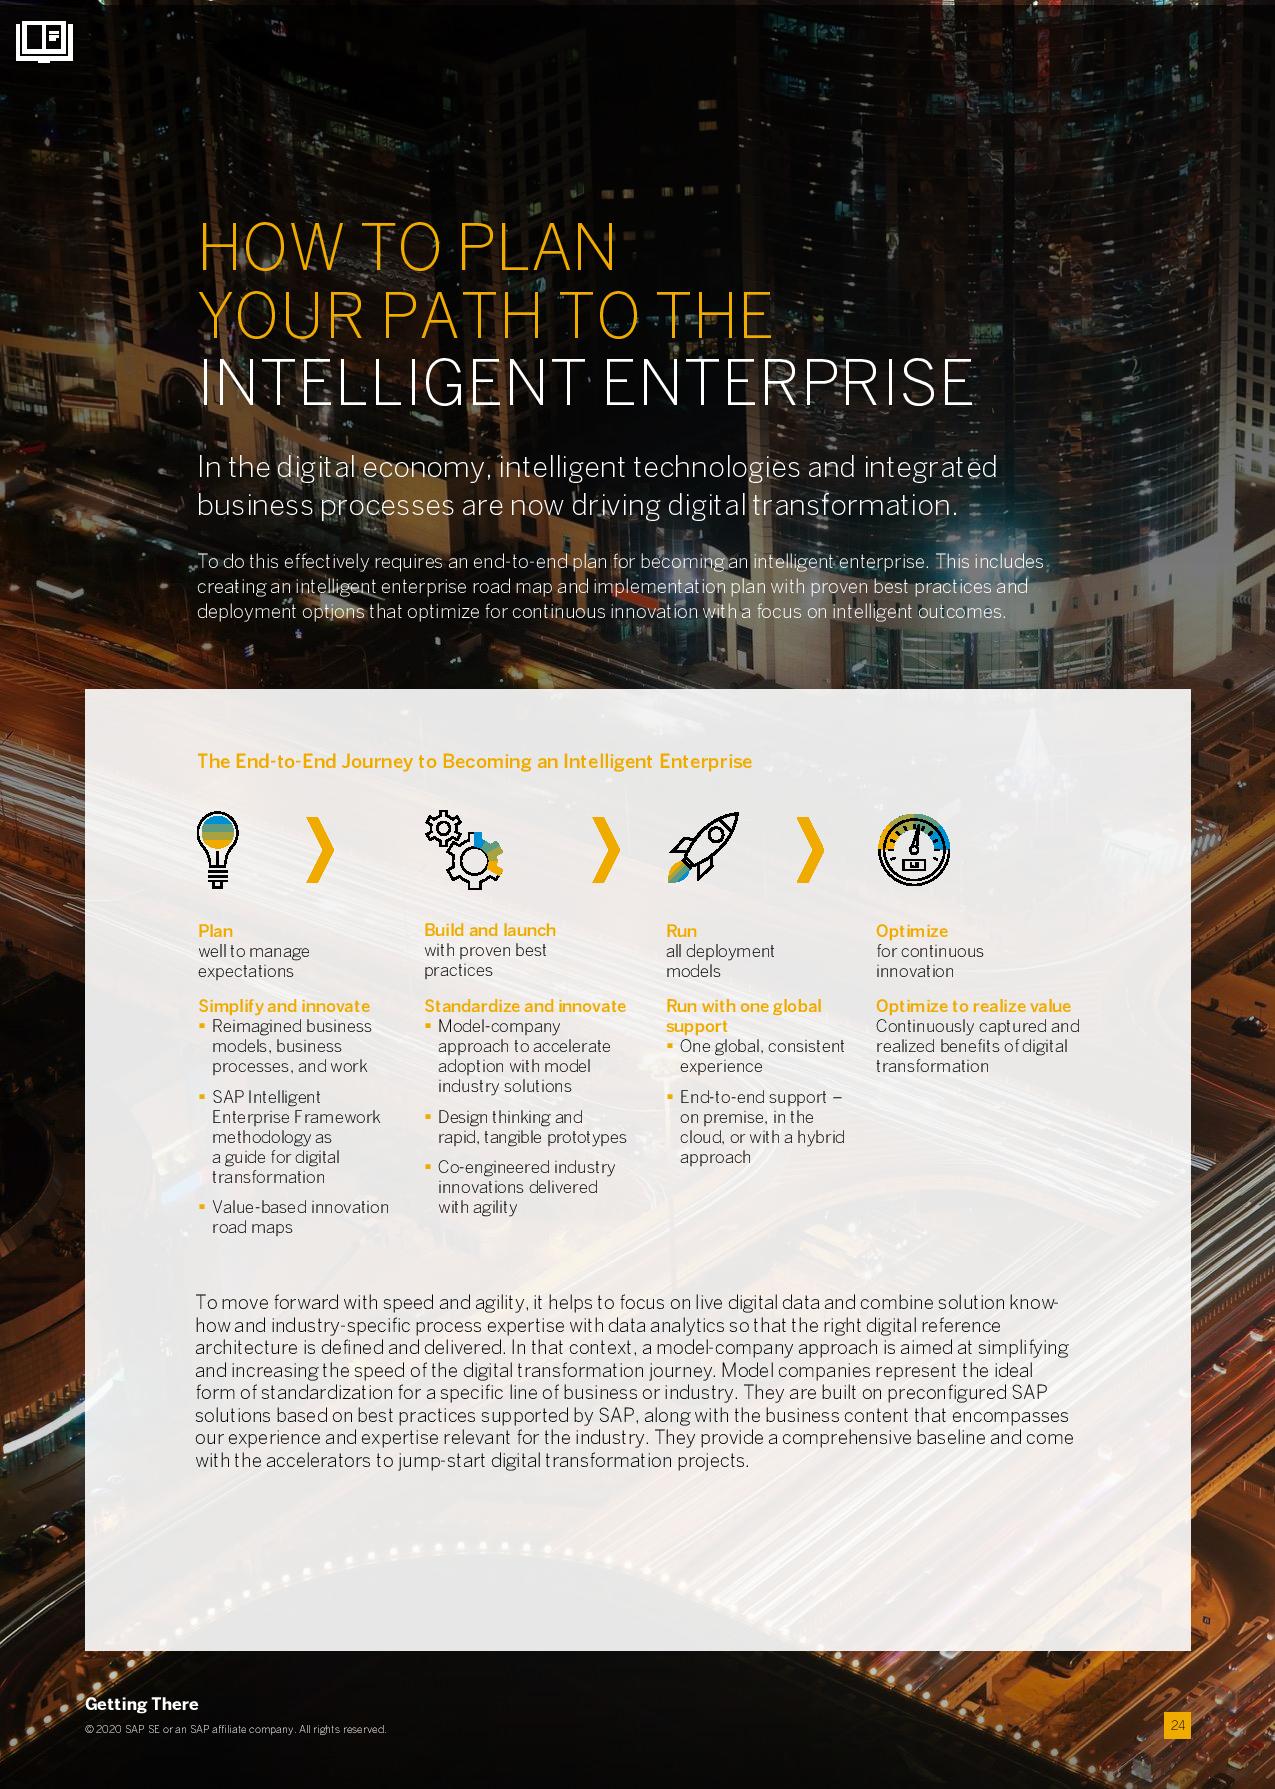 HOW TO PLAN
YOUR PATH TO THE
INTELLIGENT ENTERPRISE
In the digital economy, intelligent technologies and integrated
business processes are now driving digital transformation.
To do this effectively requires an end-to-end plan for becoming an intelligent enterprise. This includes
creating an intelligent enterprise road map and implementation plan with proven best practices and
deployment options that optimize for continuous innovation with a focus on intelligent outcomes.
The End-to-End Journey to Becoming an Intelligent Enterprise
Plan
well to manage
expectations
Simplify and innovate
▪ Reimagined business
models, business
processes, and work
▪ SAP Intelligent
Enterprise Framework
methodology as
a guide for digital
transformation
▪ Value-based innovation
road maps
Build and launch
with proven best
practices
Standardize and innovate
▪ Model-company
approach to accelerate
adoption with model
industry solutions
▪ Design thinking and
rapid, tangible prototypes
▪ Co-engineered industry
innovations delivered
with agility
Run
all deployment
models
Run with one global
support
▪ One global, consistent
experience
▪ End-to-end support –
on premise, in the
cloud, or with a hybrid
approach
Optimize
for continuous
innovation
Optimize to realize value
Continuously captured and
realized benefits of digital
transformation
To move forward with speed and agility, it helps to focus on live digital data and combine solution know-
how and industry-specific process expertise with data analytics so that the right digital reference
architecture is defined and delivered. In that context, a model-company approach is aimed at simplifying
and increasing the speed of the digital transformation journey. Model companies represent the ideal
form of standardization for a specific line of business or industry. They are built on preconfigured SAP
solutions based on best practices supported by SAP, along with the business content that encompasses
our experience and expertise relevant for the industry. They provide a comprehensive baseline and come
with the accelerators to jump-start digital transformation projects.
Getting There
© 2020 SAP SE or an SAP affiliate company. All rights reserved.
24